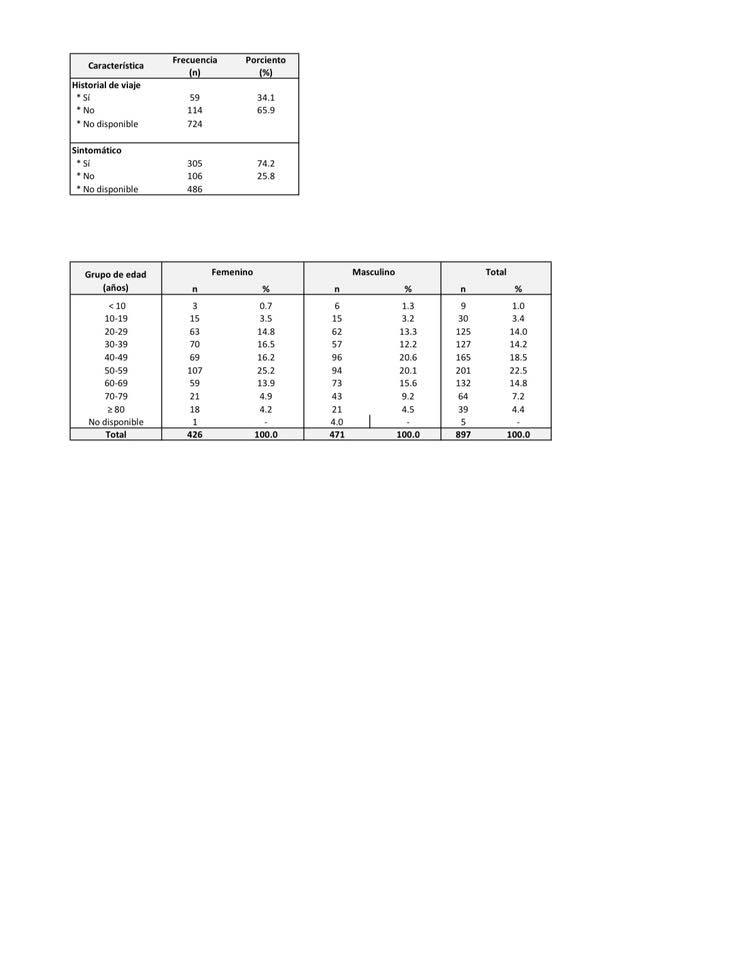 Característica Frecuencia (n) Porciento (%)
Historial de viaje
* Sí 59 34.1
* No 114 65.9
* No disponible 724
Sintomático
* Sí 305 74.2
* No 106 25.8
* No disponible 486
Grupo de edad (años) Femenino Masculino Total
n % n % n %
< 10 3 0.7 6 1.3 9 1.0
10-19 15 3.5 15 3.2 30 3.4
20-29 63 14.8 62 13.3 125 14.0
30-39 70 16.5 57 12.2 127 14.2
40-49 69 16.2 96 20.6 165 18.5
50-59 107 25.2 94 20.1 201 22.5
60-69 59 13.9 73 15.6 132 14.8
70-79 21 4.9 43 9.2 64 7.2
≥ 80 18 4.2 21 4.5 39 4.4
No disponible 1 - 4.0 - 5 -
Total 426 100.0 471 100.0 897 100.0